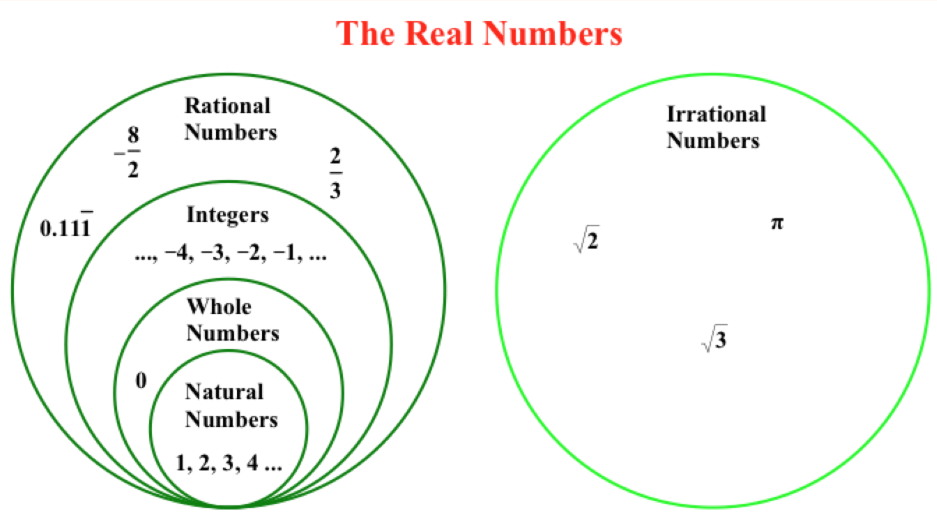 The Real Numbers
Rational
Numbers
−8/2
2/3
0.111̅
Integers
..., −4, −3, −2, −1, ...
Whole
Numbers
0
Natural
Numbers
1, 2, 3, 4 ...
Irrational
Numbers
√2
π
√3